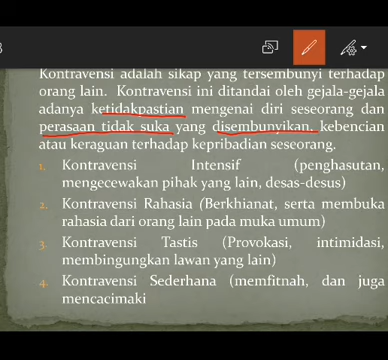 Kontravensi adalah sikap yang tersembunyi terhadap
orang lain. Kontravensi ini ditandai oleh gejala-gejala
adanya ketidakpastian mengenai diri seseorang dan
perasaan tidak suka yang disembunyikan, kebencian
atau keraguan terhadap kepribadian seseorang.
1. Kontravensi Intensif (penghasutan,
mengecewakan pihak yang lain, desas-desus)
2. Kontravensi Rahasia (Berkhianat, serta membuka
rahasia dari orang lain pada muka umum)
3. Kontravensi Tastis (Provokasi, intimidasi,
membingungkan lawan yang lain)
4. Kontravensi Sederhana (memfitnah, dan juga
mencacimaki